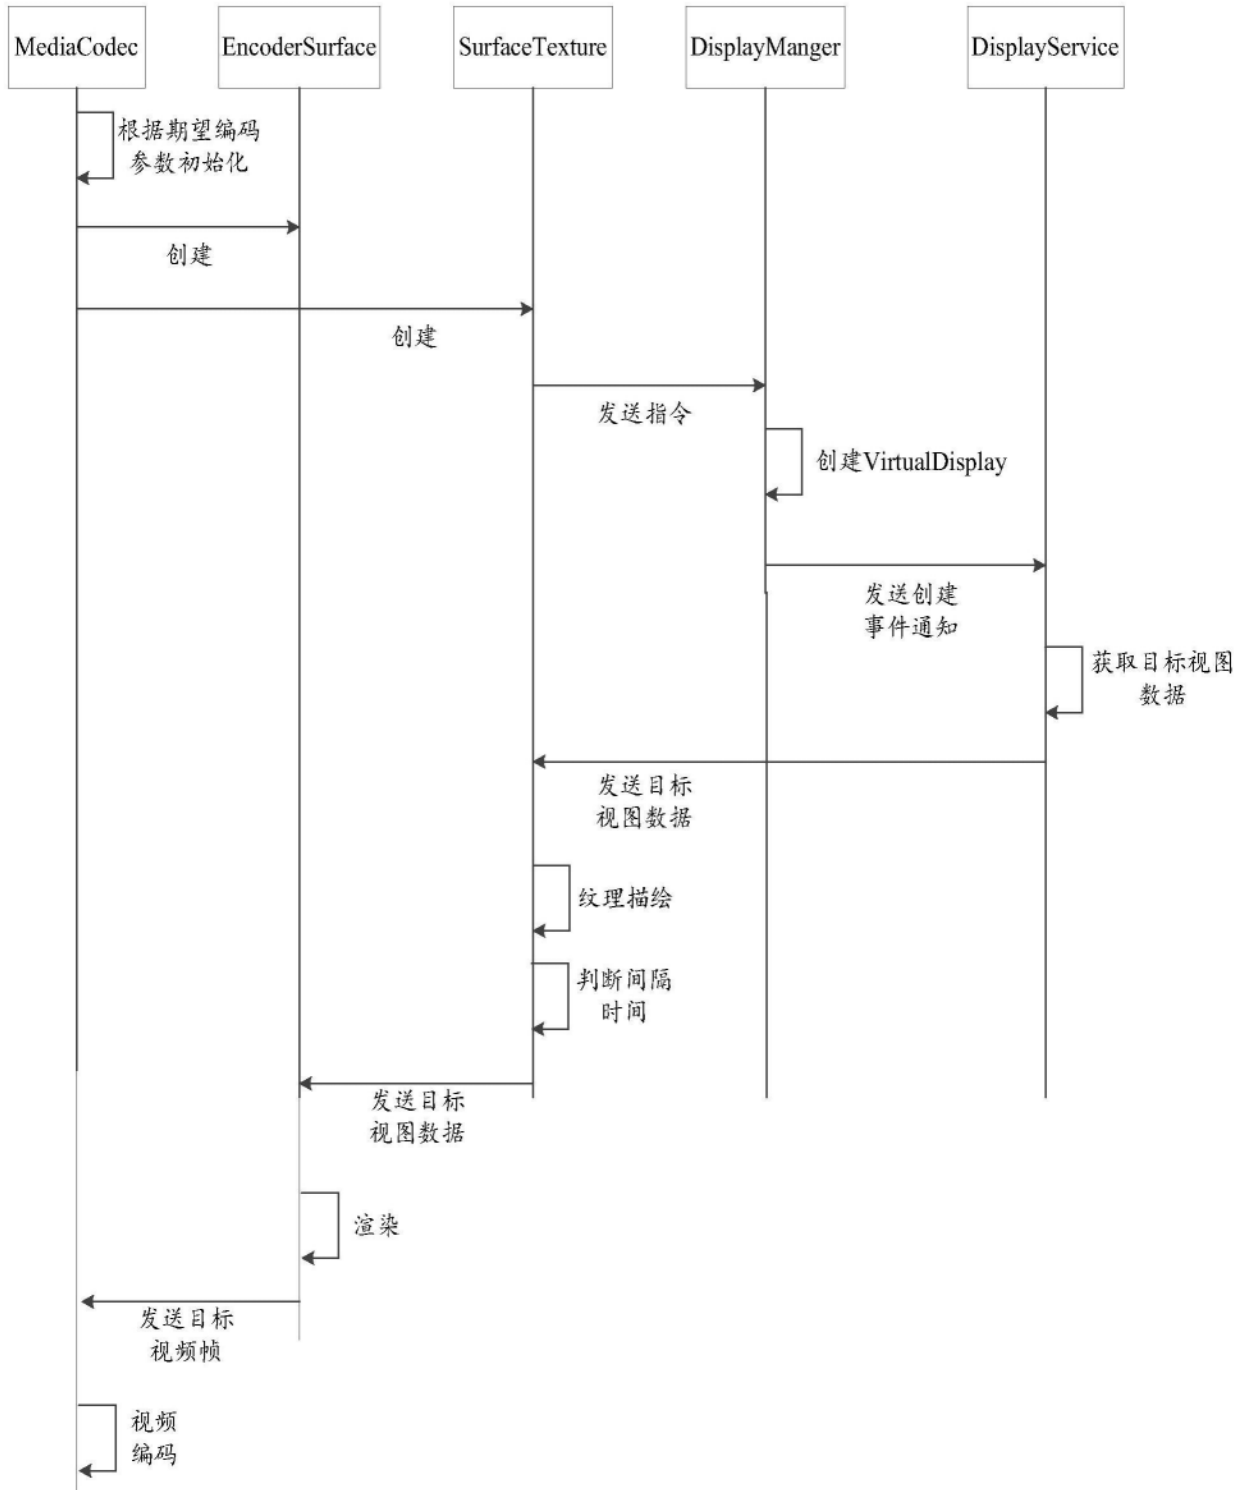 MediaCodec
EncoderSurface
SurfaceTexture
DisplayManger
DisplayService
根据期望编码
参数初始化
创建
创建
发送指令
创建VirtualDisplay
发送创建
事件通知
获取目标视图
数据
发送目标
视图数据
纹理描绘
判断间隔
时间
发送目标
视图数据
渲染
发送目标
视频帧
视频
编码